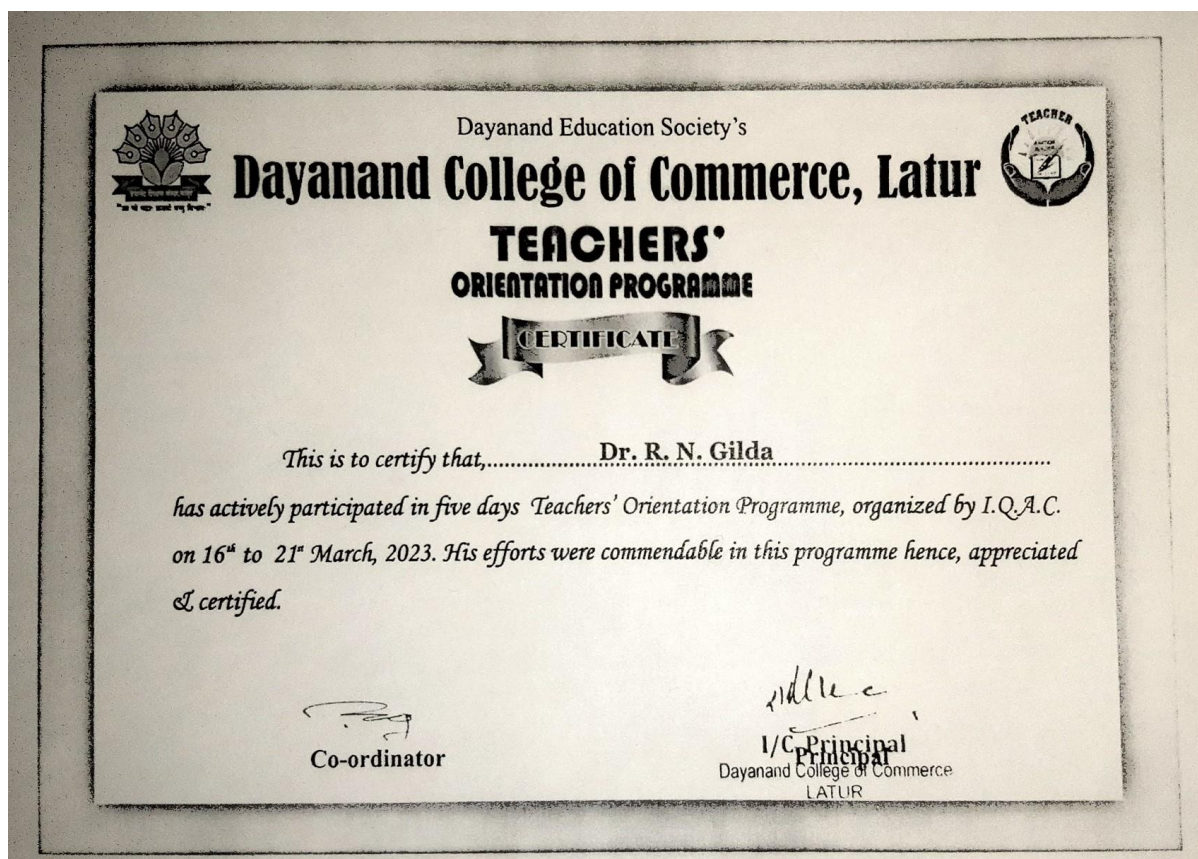 Dayanand Education Society's
Dayanand College of Commerce, Latur
TEACHER
TEACHERS'
ORIENTATION PROGRAMME
CERTIFICATE
This is to certify that,..................Dr. R. N. Gilda..........................................
has actively participated in five days Teachers' Orientation Programme, organized by I.Q.A.C.
on 16th to 21st March, 2023. His efforts were commendable in this programme hence, appreciated
& certified.
Co-ordinator
I/C Principal
Principal
Dayanand College of Commerce
LATUR